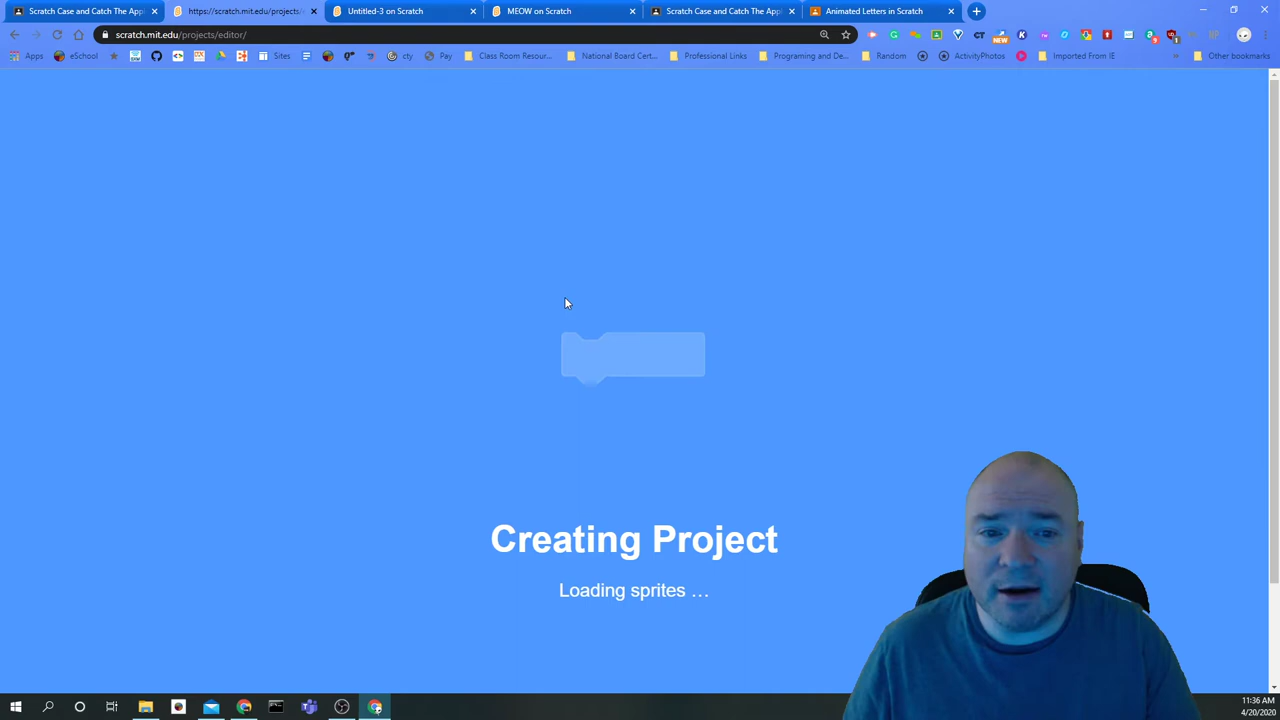 Scratch Case and Catch The Appl
https://scratch.mit.edu/projects/e
Untitled-3 on Scratch
MEOW on Scratch
Scratch Case and Catch The Appl
Animated Letters in Scratch
scratch.mit.edu/projects/editor/
Apps
eSchool
Sites
cty
Pay
Class Room Resour...
National Board Cert...
Professional Links
Programing and De...
Random
ActivityPhotos
Imported From IE
Other bookmarks
Creating Project
Loading sprites …
11:36 AM
4/20/2020